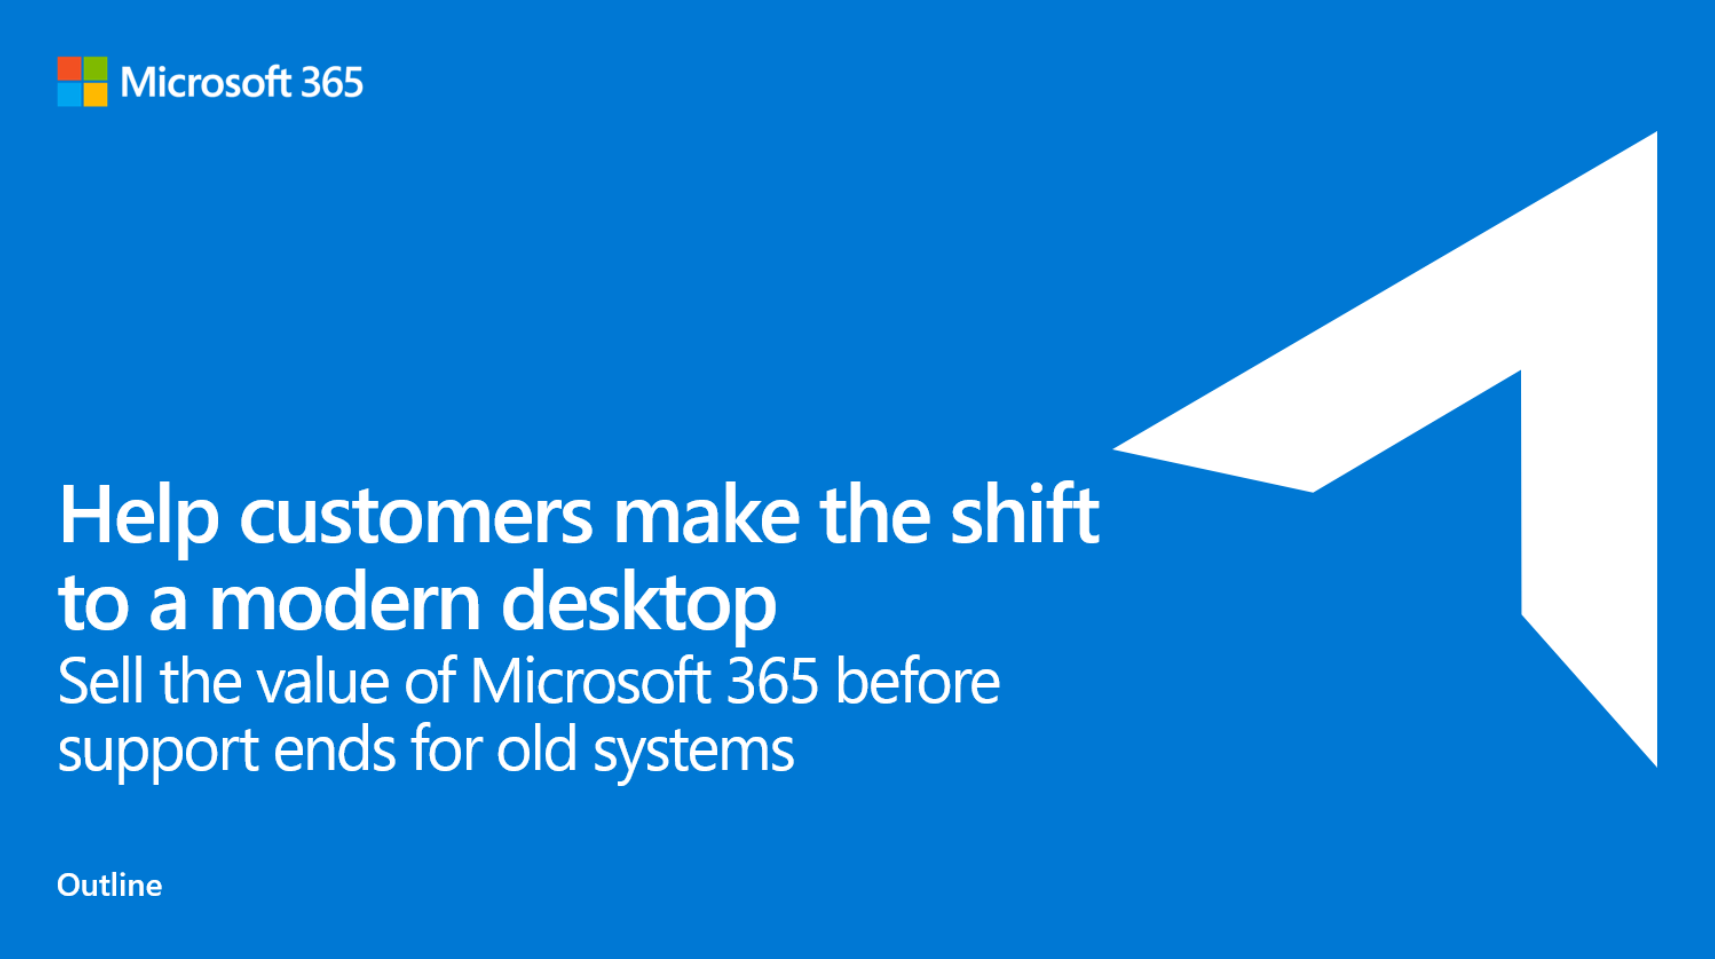 Microsoft 365
Help customers make the shift
to a modern desktop
Sell the value of Microsoft 365 before
support ends for old systems
Outline